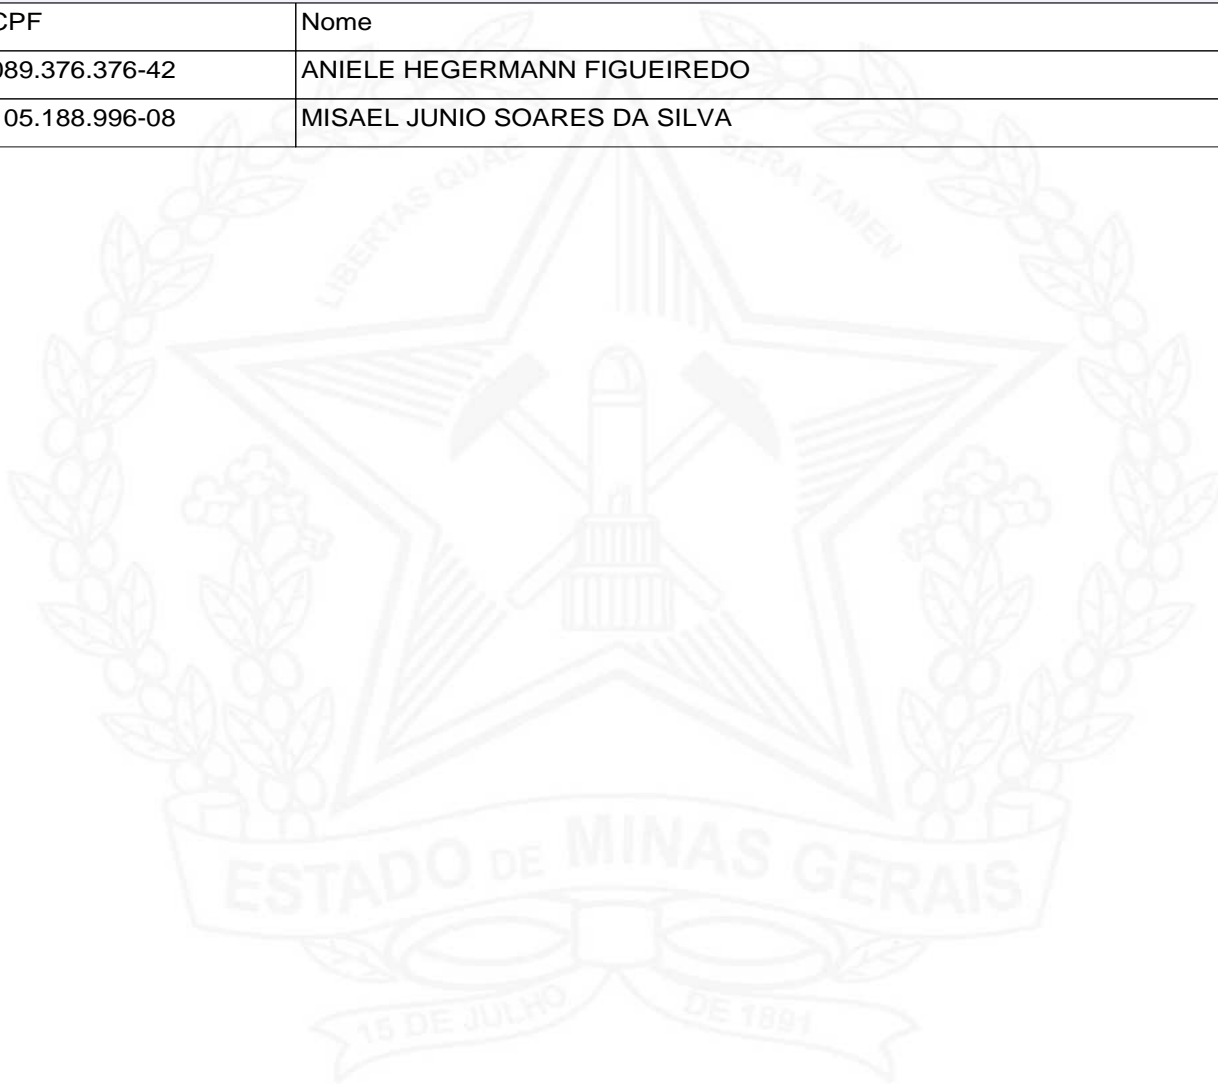 CPF Nome
089.376.376-42 ANIELE HEGERMANN FIGUEIREDO
05.188.996-08 MISAEL JUNIO SOARES DA SILVA
LIBERTAS QUAE SERA TAMEN
ESTADO DE MINAS GERAIS
15 DE JULHO DE 1891